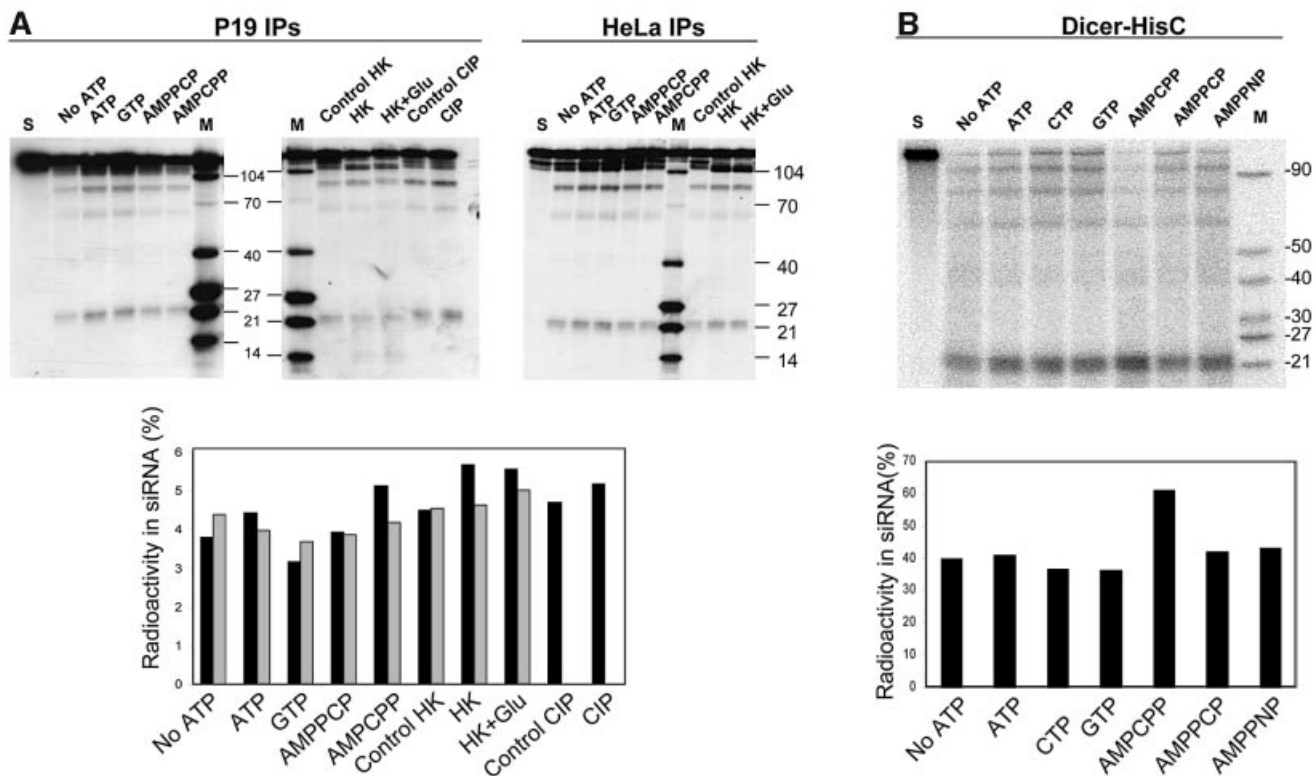 A
P19 IPs
HeLa IPs
B
Dicer-HisC
S No ATP ATP GTP AMPPCP AMPCPP M
M Control HK HK HK+Glu Control CIP CIP
S No ATP ATP GTP AMPPCP AMPCPP M Control HK HK HK+Glu
S No ATP ATP CTP GTP AMPCPP AMPPCP AMPPNP M
104
70
40
27
21
14
104
70
40
27
21
14
-90
-50
-40
-30
-27
-21
Radioactivity in siRNA (%)
6
5
4
3
2
1
0
No ATP ATP GTP AMPPCP AMPCPP Control HK HK HK+Glu Control CIP CIP
Radioactivity in siRNA(%)
70
60
50
40
30
20
10
0
No ATP ATP CTP GTP AMPCPP AMPPCP AMPPNP